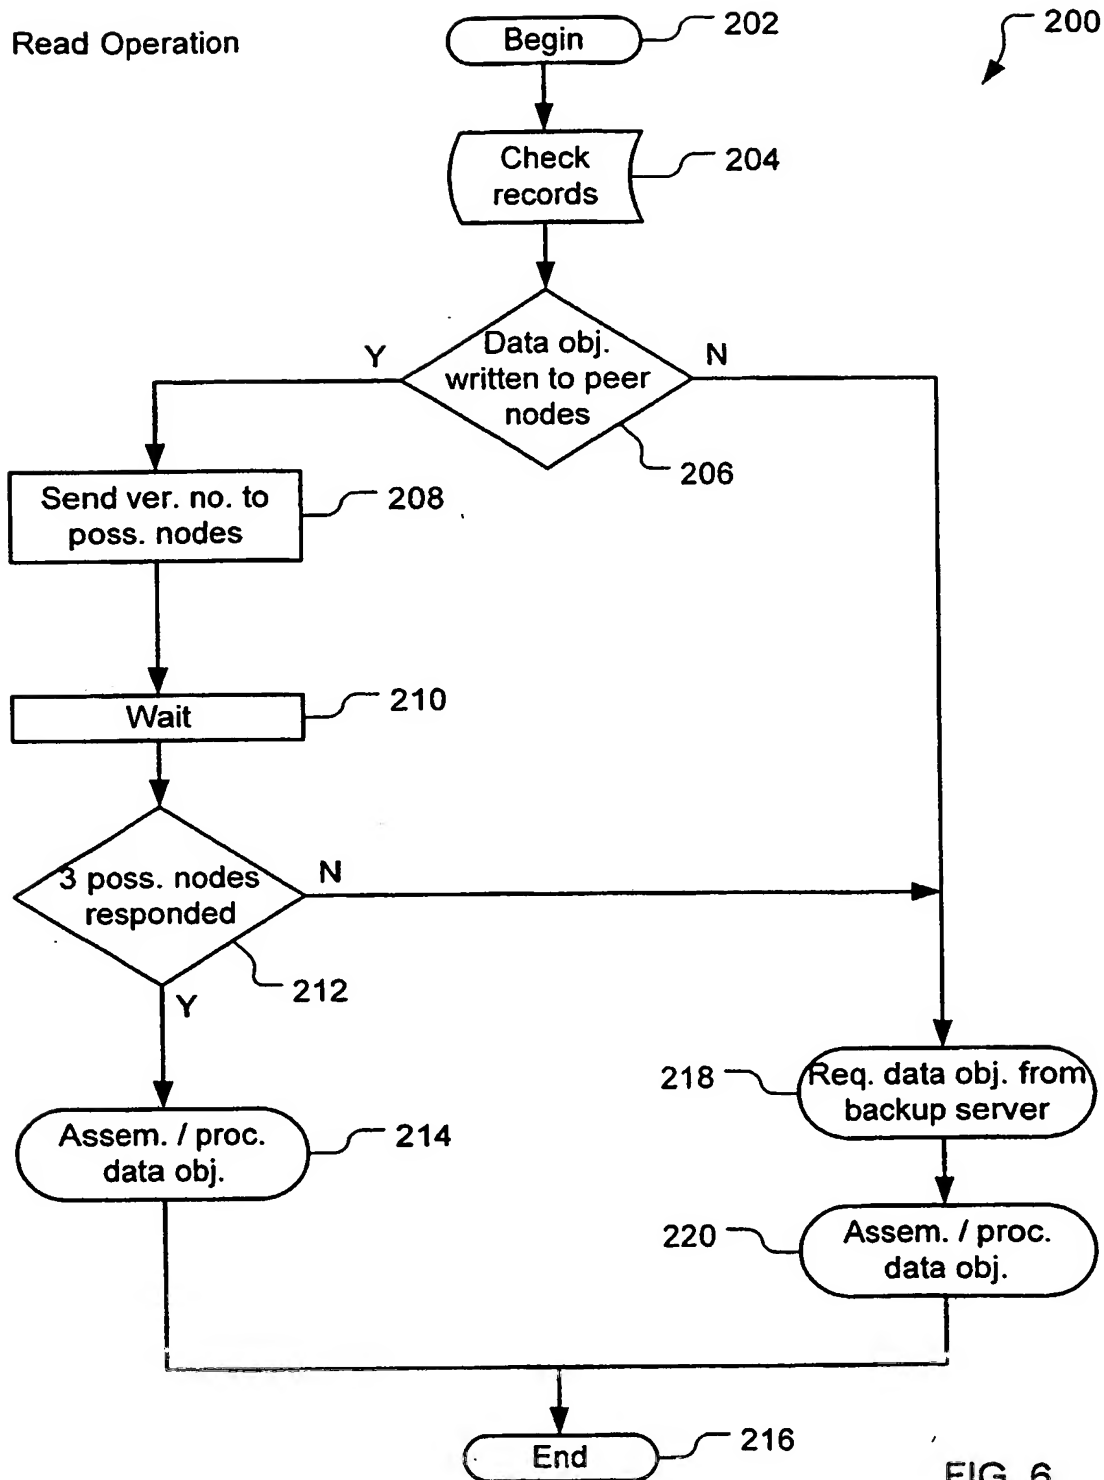 Read Operation
Begin
202
200
Check
records
204
Data obj.
written to peer
nodes
Y
N
206
Send ver. no. to
poss. nodes
208
Wait
210
3 poss. nodes
responded
N
212
Y
218
Req. data obj. from
backup server
Assem. / proc.
data obj.
214
220
Assem. / proc.
data obj.
End
216
FIG. 6